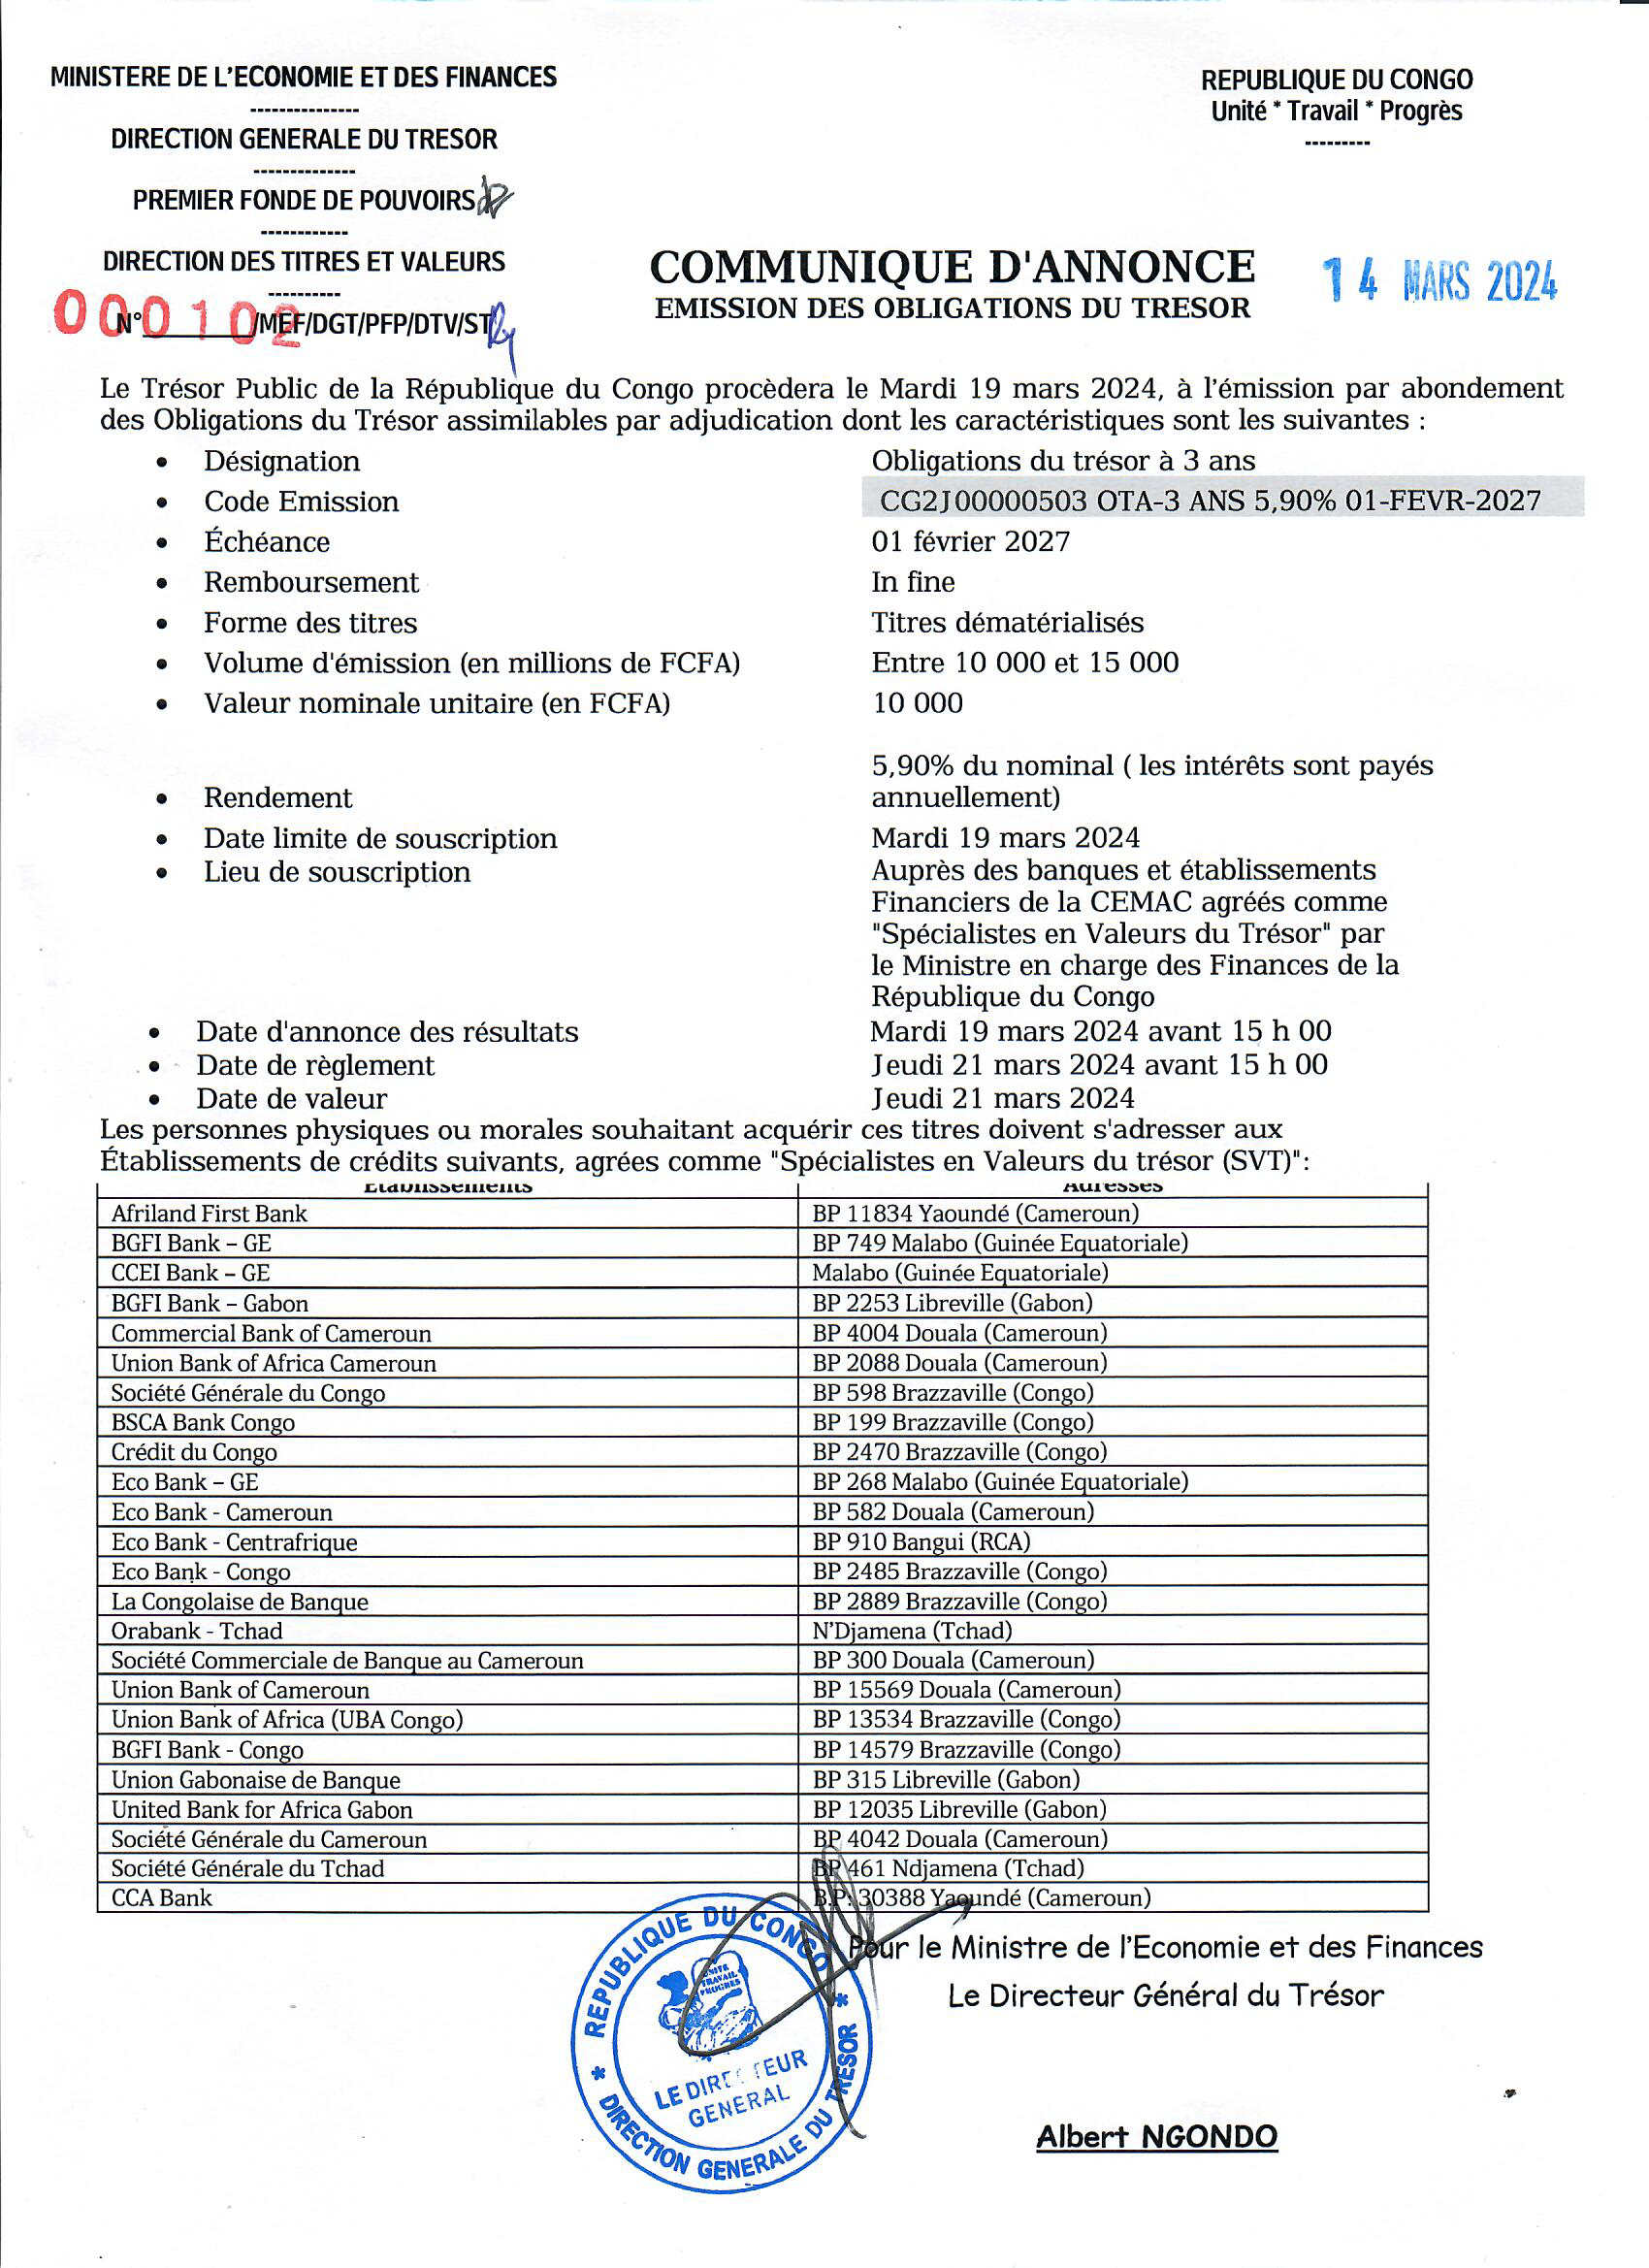 MINISTERE DE L'ECONOMIE ET DES FINANCES
---------------
DIRECTION GENERALE DU TRESOR
--------------
PREMIER FONDE DE POUVOIRS
------------
DIRECTION DES TITRES ET VALEURS
----------
000102
N°________/MEF/DGT/PFP/DTV/ST
REPUBLIQUE DU CONGO
Unité * Travail * Progrès
---------
COMMUNIQUE D'ANNONCE
EMISSION DES OBLIGATIONS DU TRESOR
14 MARS 2024
Le Trésor Public de la République du Congo procèdera le Mardi 19 mars 2024, à l'émission par abondement
des Obligations du Trésor assimilables par adjudication dont les caractéristiques sont les suivantes :
• Désignation Obligations du trésor à 3 ans
• Code Emission CG2J00000503 OTA-3 ANS 5,90% 01-FEVR-2027
• Échéance 01 février 2027
• Remboursement In fine
• Forme des titres Titres dématérialisés
• Volume d'émission (en millions de FCFA) Entre 10 000 et 15 000
• Valeur nominale unitaire (en FCFA) 10 000
5,90% du nominal ( les intérêts sont payés
• Rendement annuellement)
• Date limite de souscription Mardi 19 mars 2024
• Lieu de souscription Auprès des banques et établissements
Financiers de la CEMAC agréés comme
"Spécialistes en Valeurs du Trésor" par
le Ministre en charge des Finances de la
République du Congo
• Date d'annonce des résultats Mardi 19 mars 2024 avant 15 h 00
• Date de règlement Jeudi 21 mars 2024 avant 15 h 00
• Date de valeur Jeudi 21 mars 2024
Les personnes physiques ou morales souhaitant acquérir ces titres doivent s'adresser aux
Établissements de crédits suivants, agrées comme "Spécialistes en Valeurs du trésor (SVT)":
Etablissements Adresses
Afriland First Bank BP 11834 Yaoundé (Cameroun)
BGFI Bank – GE BP 749 Malabo (Guinée Equatoriale)
CCEI Bank – GE Malabo (Guinée Equatoriale)
BGFI Bank – Gabon BP 2253 Libreville (Gabon)
Commercial Bank of Cameroun BP 4004 Douala (Cameroun)
Union Bank of Africa Cameroun BP 2088 Douala (Cameroun)
Société Générale du Congo BP 598 Brazzaville (Congo)
BSCA Bank Congo BP 199 Brazzaville (Congo)
Crédit du Congo BP 2470 Brazzaville (Congo)
Eco Bank – GE BP 268 Malabo (Guinée Equatoriale)
Eco Bank - Cameroun BP 582 Douala (Cameroun)
Eco Bank - Centrafrique BP 910 Bangui (RCA)
Eco Bank - Congo BP 2485 Brazzaville (Congo)
La Congolaise de Banque BP 2889 Brazzaville (Congo)
Orabank - Tchad N'Djamena (Tchad)
Société Commerciale de Banque au Cameroun BP 300 Douala (Cameroun)
Union Bank of Cameroun BP 15569 Douala (Cameroun)
Union Bank of Africa (UBA Congo) BP 13534 Brazzaville (Congo)
BGFI Bank - Congo BP 14579 Brazzaville (Congo)
Union Gabonaise de Banque BP 315 Libreville (Gabon)
United Bank for Africa Gabon BP 12035 Libreville (Gabon)
Société Générale du Cameroun BP 4042 Douala (Cameroun)
Société Générale du Tchad BP 461 Ndjamena (Tchad)
CCA Bank B.P: 30388 Yaoundé (Cameroun)
Pour le Ministre de l'Economie et des Finances
Le Directeur Général du Trésor
REPUBLIQUE DU CONGO
UNITE
TRAVAIL
PROGRES
LE DIRECTEUR
GENERAL
* DIRECTION GENERALE DU TRESOR *
Albert NGONDO